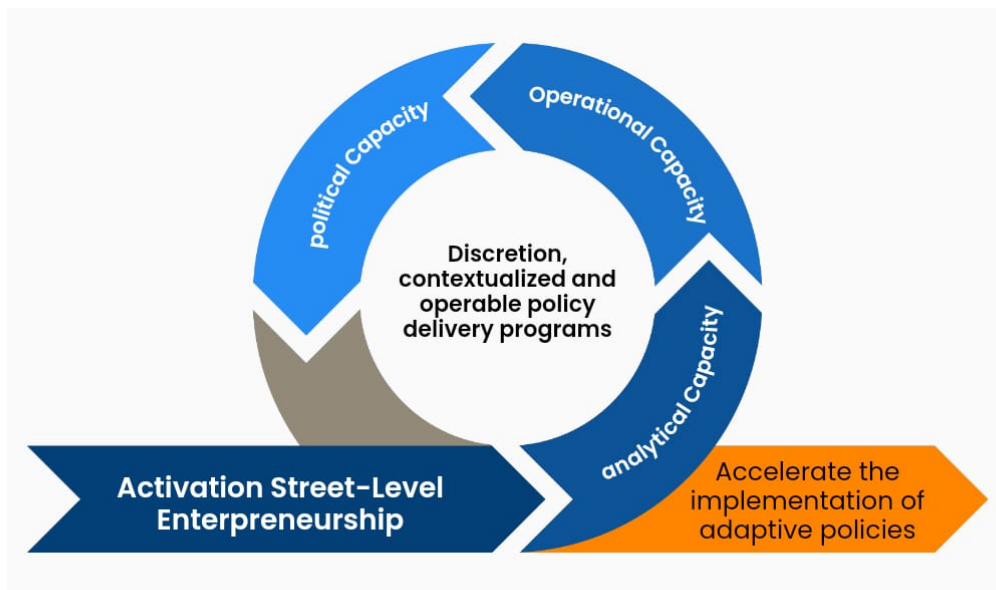 Operational Capacity
political Capacity
Discretion,
contextualized and
operable policy
delivery programs
analytical Capacity
Activation Street-Level
Enterpreneurship
Accelerate the
implementation of
adaptive policies